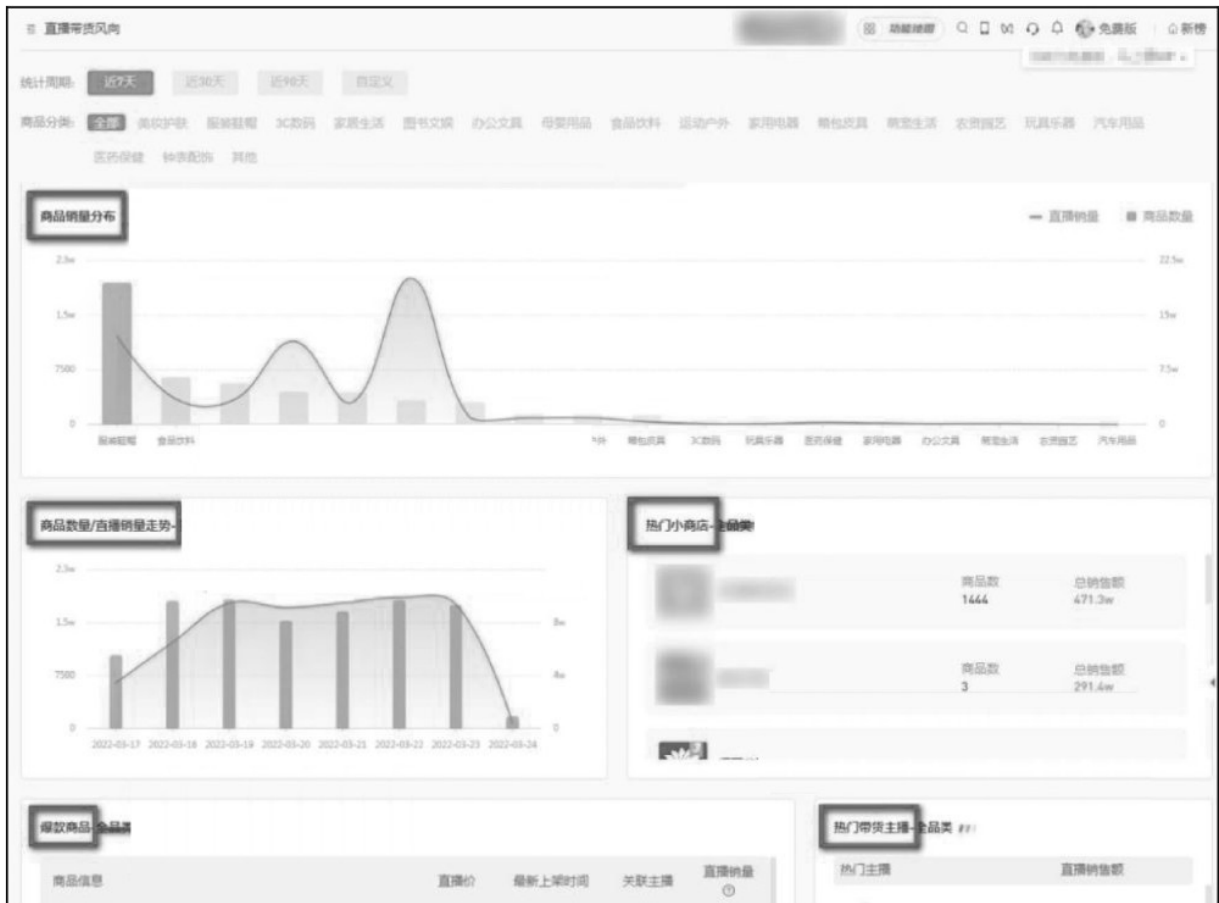 直播带货风向
功能地图
免费版
新榜
统计周期：
近7天 近30天 近90天 自定义
商品分类：
全部 美妆护肤 服装鞋帽 3C数码 家居生活 图书文娱 办公文具 母婴用品 食品饮料 运动户外 家用电器 箱包皮具 萌宠生活 农资园艺 玩具乐器 汽车用品
医药保健 钟表配饰 其他
商品销量分布
直播销量 商品数量
2.3w 22.5w
1.5w 15w
7500 7.5w
0 0
服装鞋帽 食品饮料 外 箱包皮具 3C数码 玩具乐器 医药保健 家用电器 办公文具 萌宠生活 农资园艺 汽车用品
商品数量/直播销量走势-
2.3w
1.5w 8w
7500 4w
0 0
2022-03-17 2022-03-18 2022-03-19 2022-03-20 2022-03-21 2022-03-22 2022-03-23 2022-03-24
热门小商店-全品类
商品数 总销售额
1444 471.3w
商品数 总销售额
3 291.4w
爆款商品-全品类
商品信息 直播价 最新上架时间 关联主播 直播销量
热门带货主播-全品类
热门主播 直播销售额